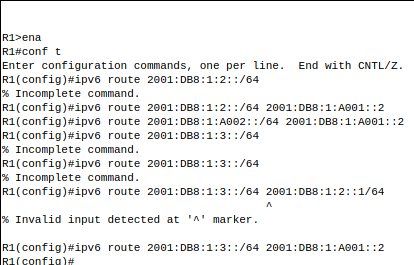 R1>ena
R1#conf t
Enter configuration commands, one per line.  End with CNTL/Z.
R1(config)#ipv6 route 2001:DB8:1:2::/64
% Incomplete command.
R1(config)#ipv6 route 2001:DB8:1:2::/64 2001:DB8:1:A001::2
R1(config)#ipv6 route 2001:DB8:1:A002::/64 2001:DB8:1:A001::2
R1(config)#ipv6 route 2001:DB8:1:3::/64
% Incomplete command.
R1(config)#ipv6 route 2001:DB8:1:3::/64
% Incomplete command.
R1(config)#ipv6 route 2001:DB8:1:3::/64 2001:DB8:1:2::1/64
^
% Invalid input detected at '^' marker.
R1(config)#ipv6 route 2001:DB8:1:3::/64 2001:DB8:1:A001::2
R1(config)#